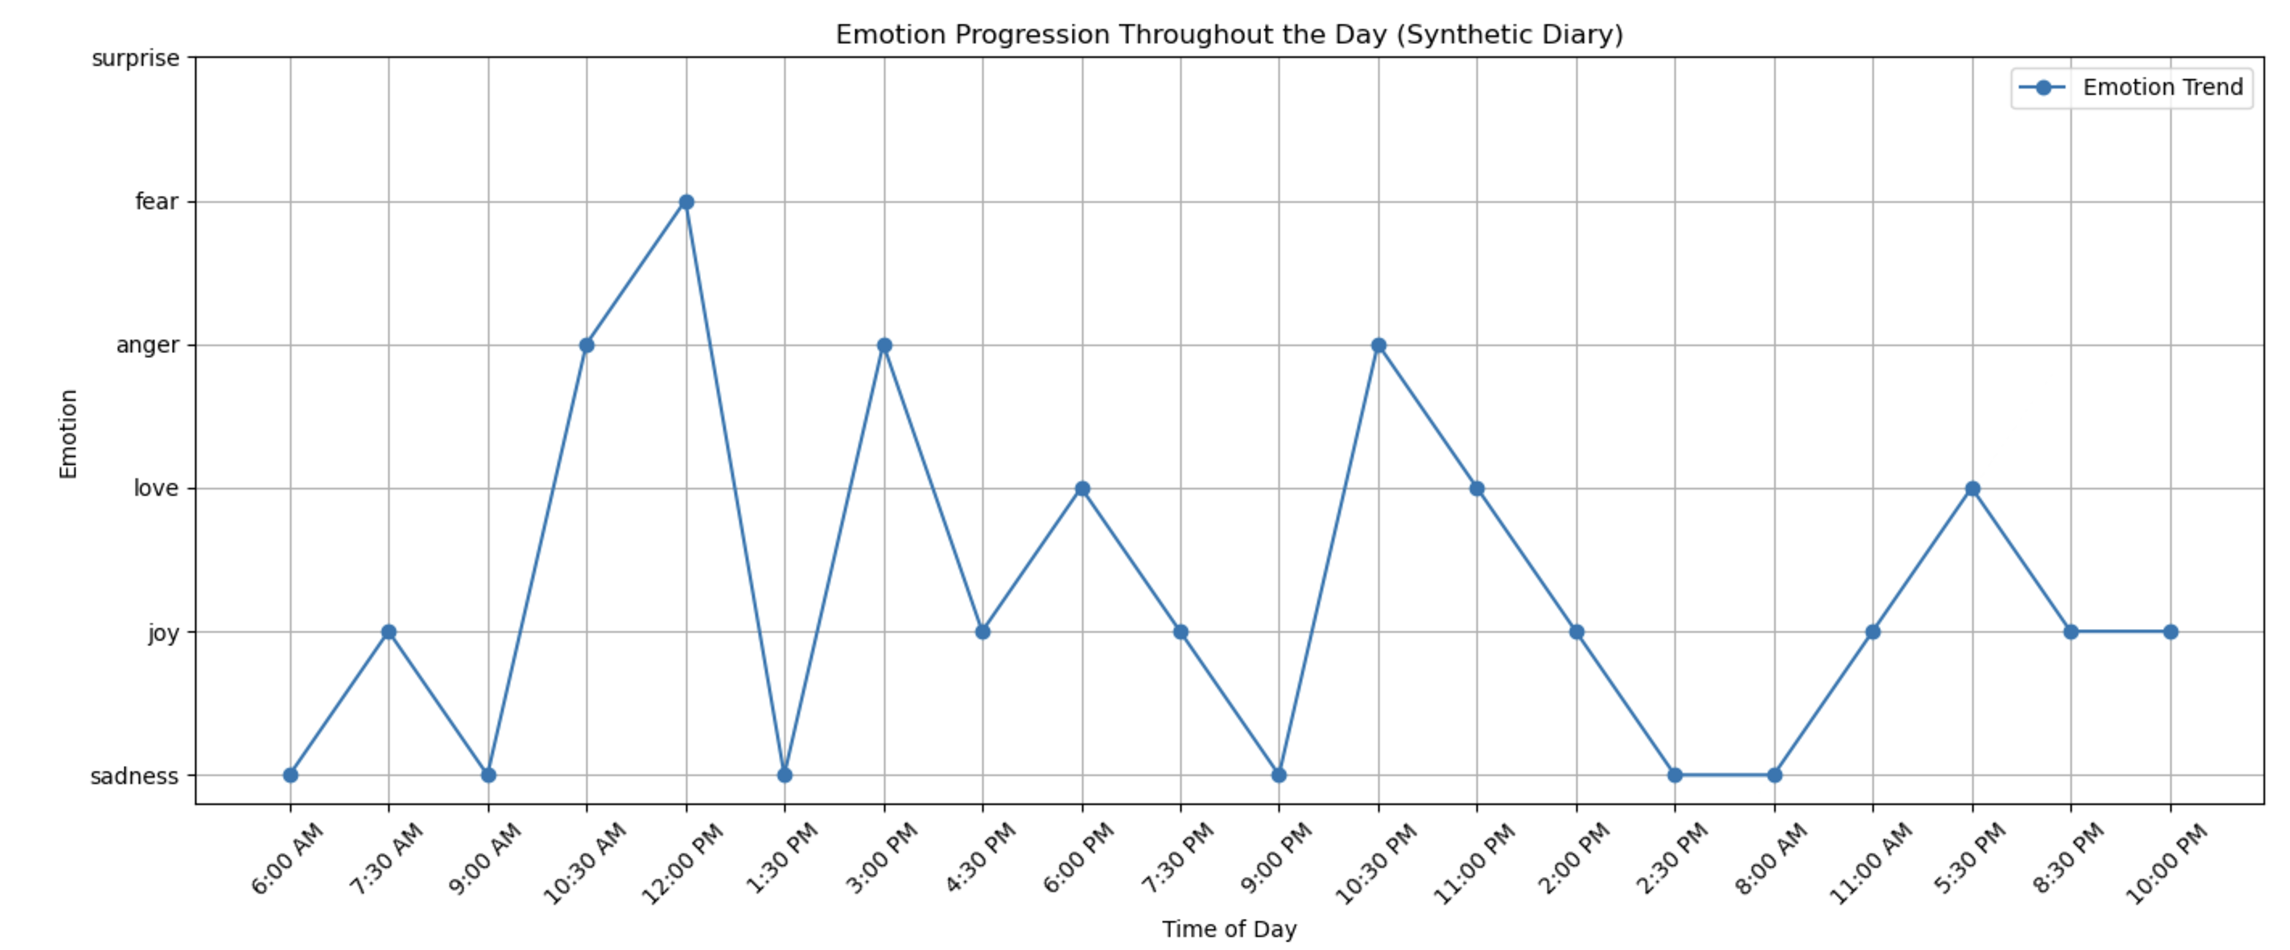 Emotion Progression Throughout the Day (Synthetic Diary)
surprise
Emotion Trend
fear
anger
Emotion
love
joy
sadness
6:00 AM
7:30 AM
9:00 AM
10:30 AM
12:00 PM
1:30 PM
3:00 PM
4:30 PM
6:00 PM
7:30 PM
9:00 PM
10:30 PM
11:00 PM
2:00 PM
2:30 PM
8:00 AM
11:00 AM
5:30 PM
8:30 PM
10:00 PM
Time of Day